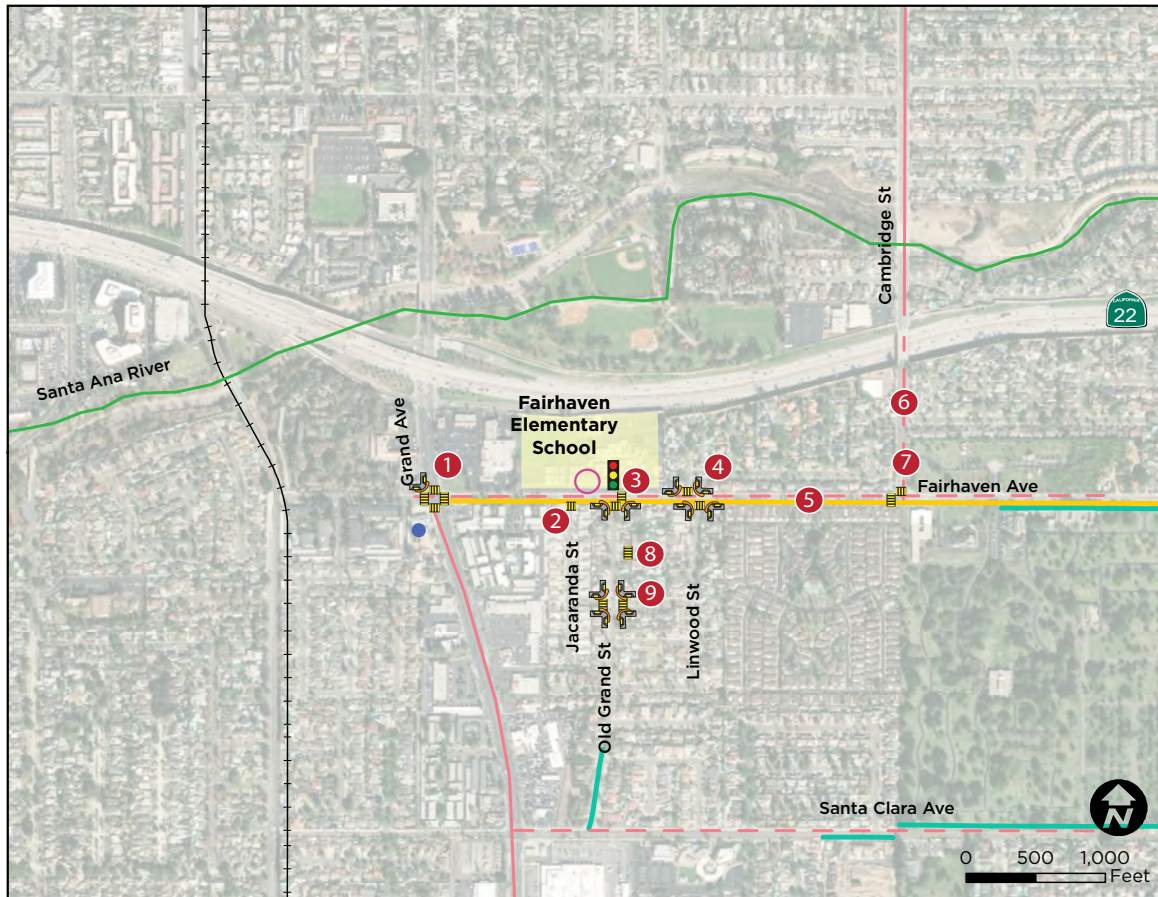 Cambridge St
CALIFORNIA
22
Santa Ana River
Grand Ave
Fairhaven
Elementary
School
1
2
3
4
5
6
7
Fairhaven Ave
8
9
Jacaranda St
Old Grand St
Linwood St
Santa Clara Ave
N
0 500 1,000
Feet